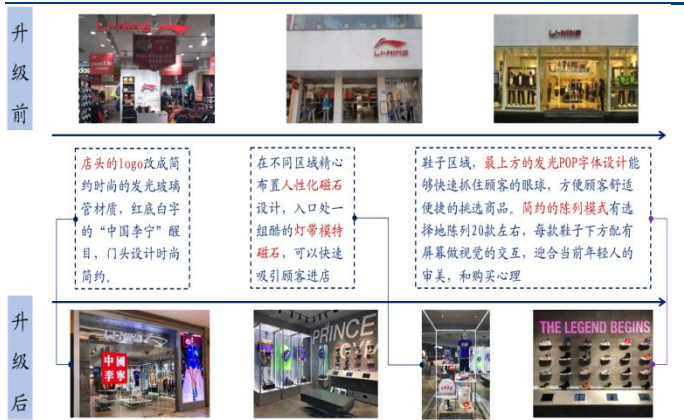 升
级
前
LI-NING
LI-NING
LI-NING
店头的logo改成简
约时尚的发光玻璃
管材质，红底白字
的“中国李宁”醒
目，门头设计时尚
简约。
在不同区域精心
布置人性化磁石
设计，入口处一
组酷的灯带模特
磁石，可以快速
吸引顾客进店
鞋子区域，最上方的发光POP字体设计能
够快速抓住顾客的眼球，方便顾客舒适
便捷的挑选商品。简约的陈列模式有选
择地陈列20款左右，每款鞋子下方配有
屏幕做视觉的交互，迎合当前年轻人的
审美，和购买心理
升
级
后
LI-NING
中國
李寧
PRINCE
THE LEGEND BEGINS